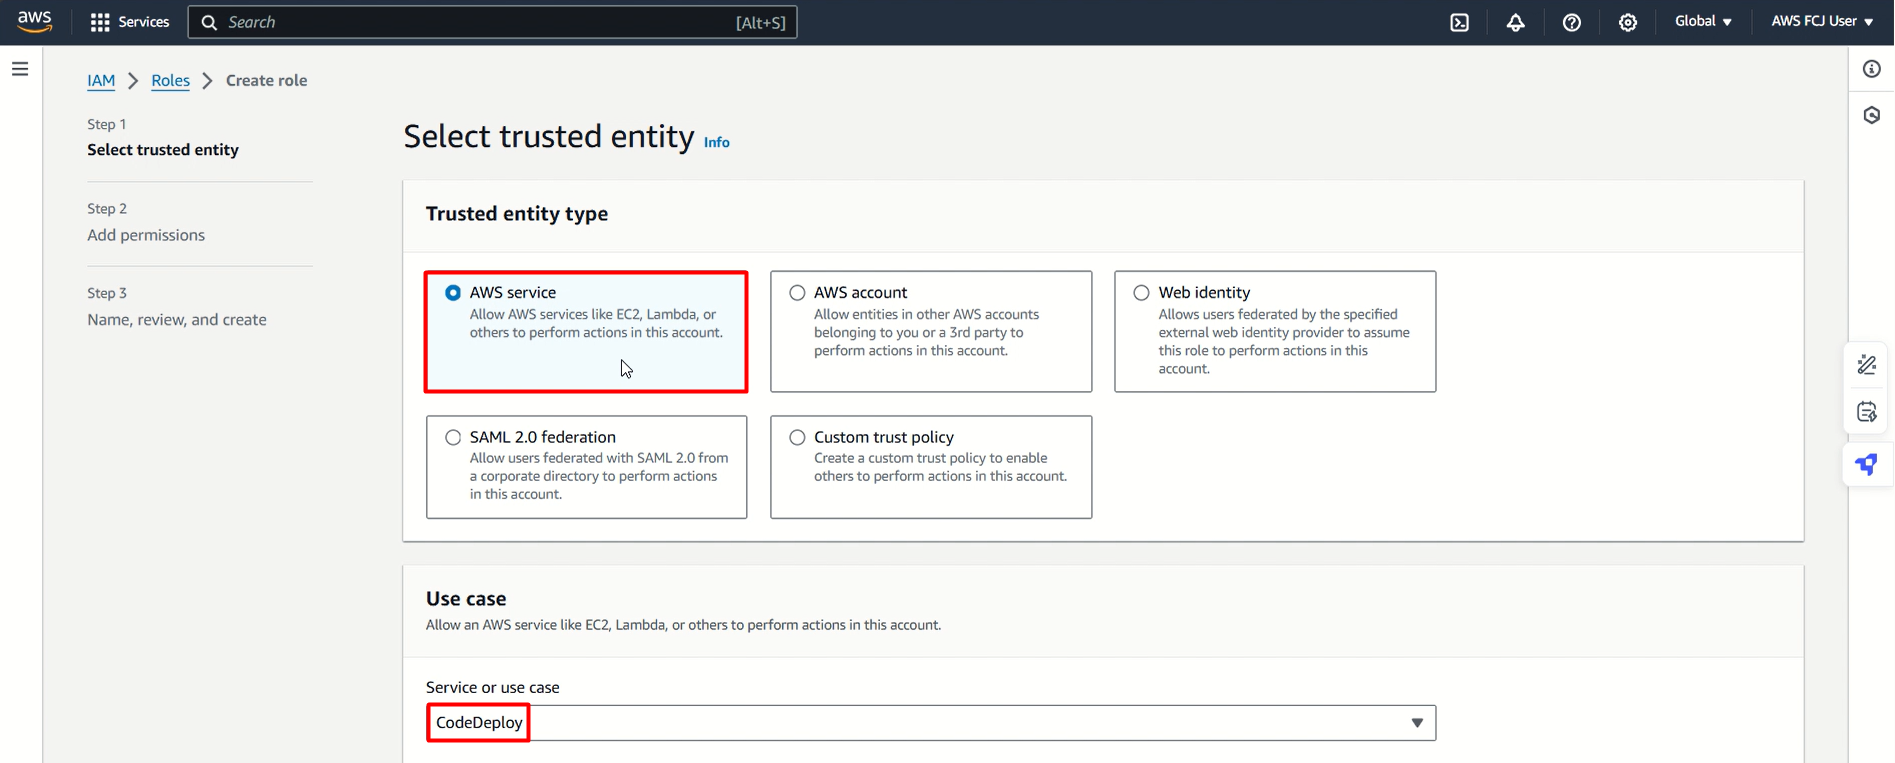 aws
Services
Search
[Alt+S]
Global
AWS FCJ User
IAM
Roles
Create role
Step 1
Select trusted entity
Step 2
Add permissions
Step 3
Name, review, and create
Select trusted entity Info
Trusted entity type
AWS service
Allow AWS services like EC2, Lambda, or
others to perform actions in this account.
AWS account
Allow entities in other AWS accounts
belonging to you or a 3rd party to
perform actions in this account.
Web identity
Allows users federated by the specified
external web identity provider to assume
this role to perform actions in this
account.
SAML 2.0 federation
Allow users federated with SAML 2.0 from
a corporate directory to perform actions
in this account.
Custom trust policy
Create a custom trust policy to enable
others to perform actions in this account.
Use case
Allow an AWS service like EC2, Lambda, or others to perform actions in this account.
Service or use case
CodeDeploy